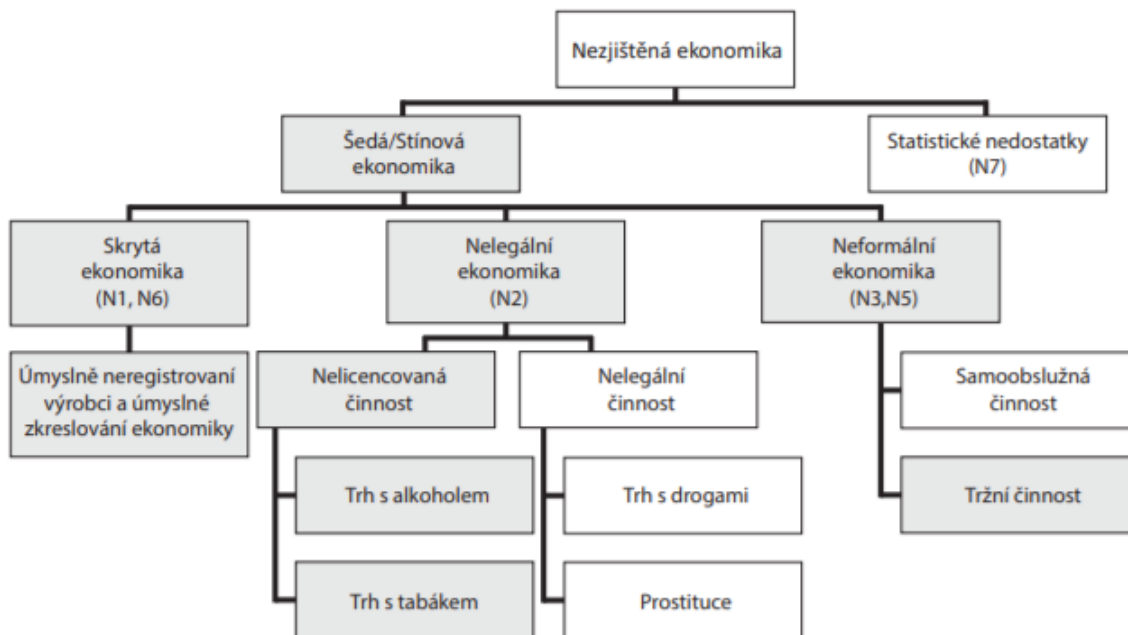 Nezjištěná ekonomika
Šedá/Stínová
ekonomika
Statistické nedostatky
(N7)
Skrytá
ekonomika
(N1, N6)
Nelegální
ekonomika
(N2)
Neformální
ekonomika
(N3,N5)
Úmyslně neregistrovaní
výrobci a úmyslné
zkreslování ekonomiky
Nelicencovaná
činnost
Nelegální
činnost
Samoobslužná
činnost
Trh s alkoholem
Trh s drogami
Tržní činnost
Trh s tabákem
Prostituce